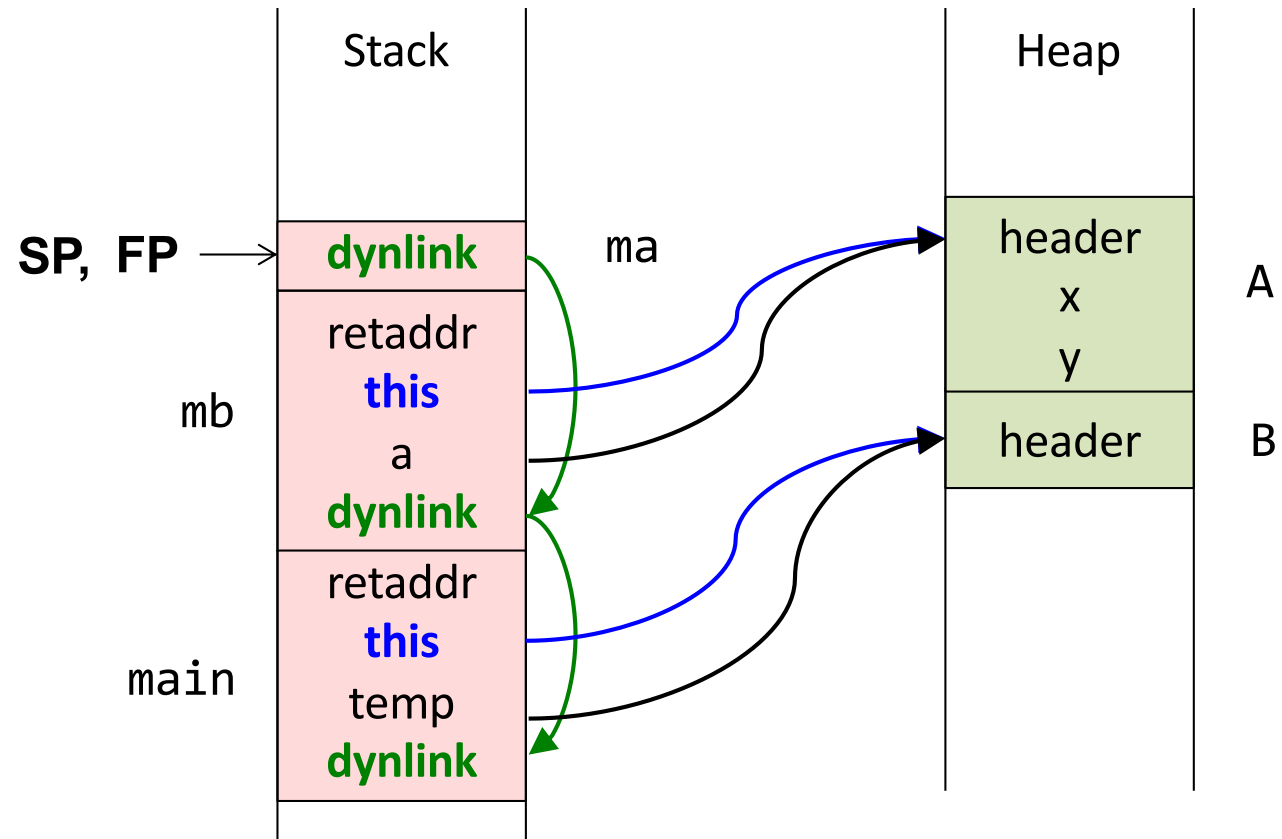 Stack
Heap
SP, FP
dynlink
ma
header
x
y
A
mb
retaddr
this
a
dynlink
header
B
main
retaddr
this
temp
dynlink